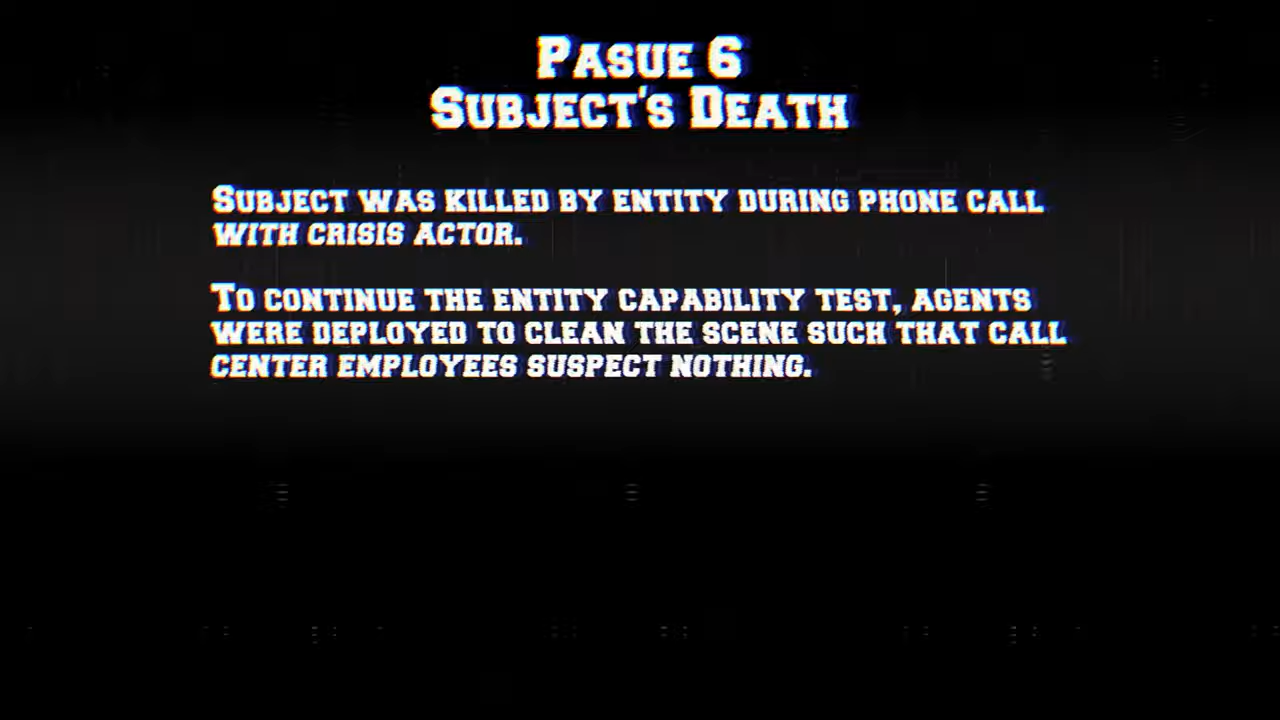 Pasue 6
Subject's Death
Subject was killed by entity during phone call
with crisis actor.
To continue the entity capability test, agents
were deployed to clean the scene such that call
center employees suspect nothing.